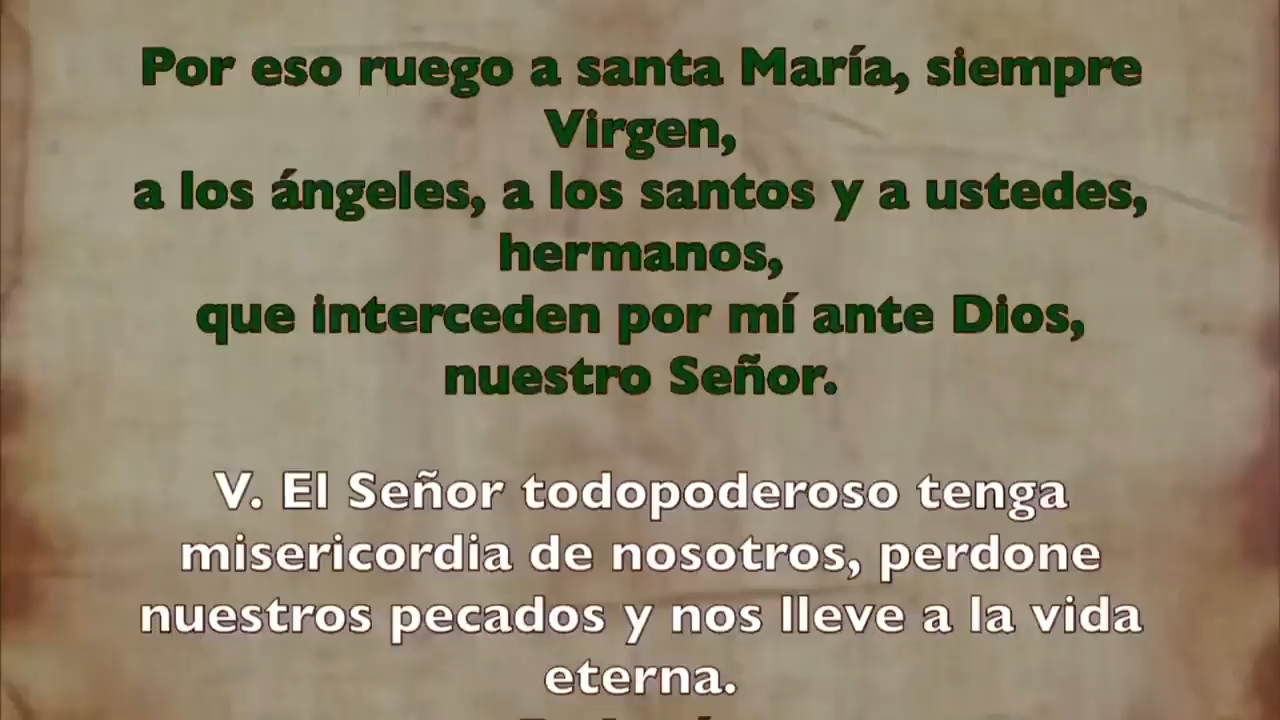 Por eso ruego a santa María, siempre
Virgen,
a los ángeles, a los santos y a ustedes,
hermanos,
que interceden por mí ante Dios,
nuestro Señor.
V. El Señor todopoderoso tenga
misericordia de nosotros, perdone
nuestros pecados y nos lleve a la vida
eterna.